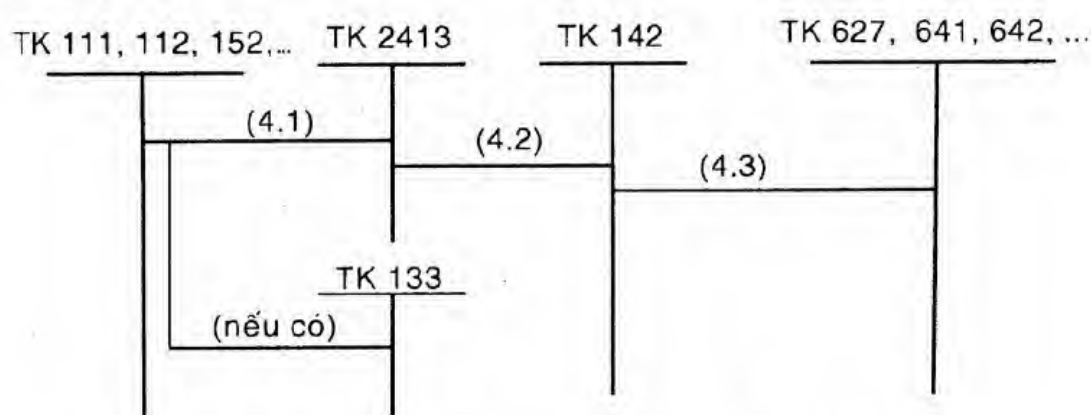 TK 111, 112, 152,... TK 2413 TK 142 TK 627, 641, 642, ...
(4.1)
(4.2)
(4.3)
TK 133
(nếu có)